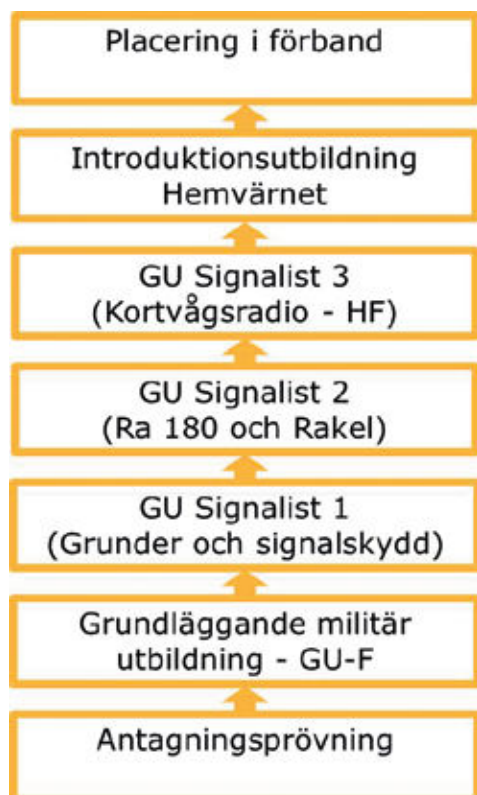 Placering i förband
Introduktionsutbildning
Hemvärnet
GU Signalist 3
(Kortvågsradio - HF)
GU Signalist 2
(Ra 180 och Rakel)
GU Signalist 1
(Grunder och signalskydd)
Grundläggande militär
utbildning - GU-F
Antagningsprövning